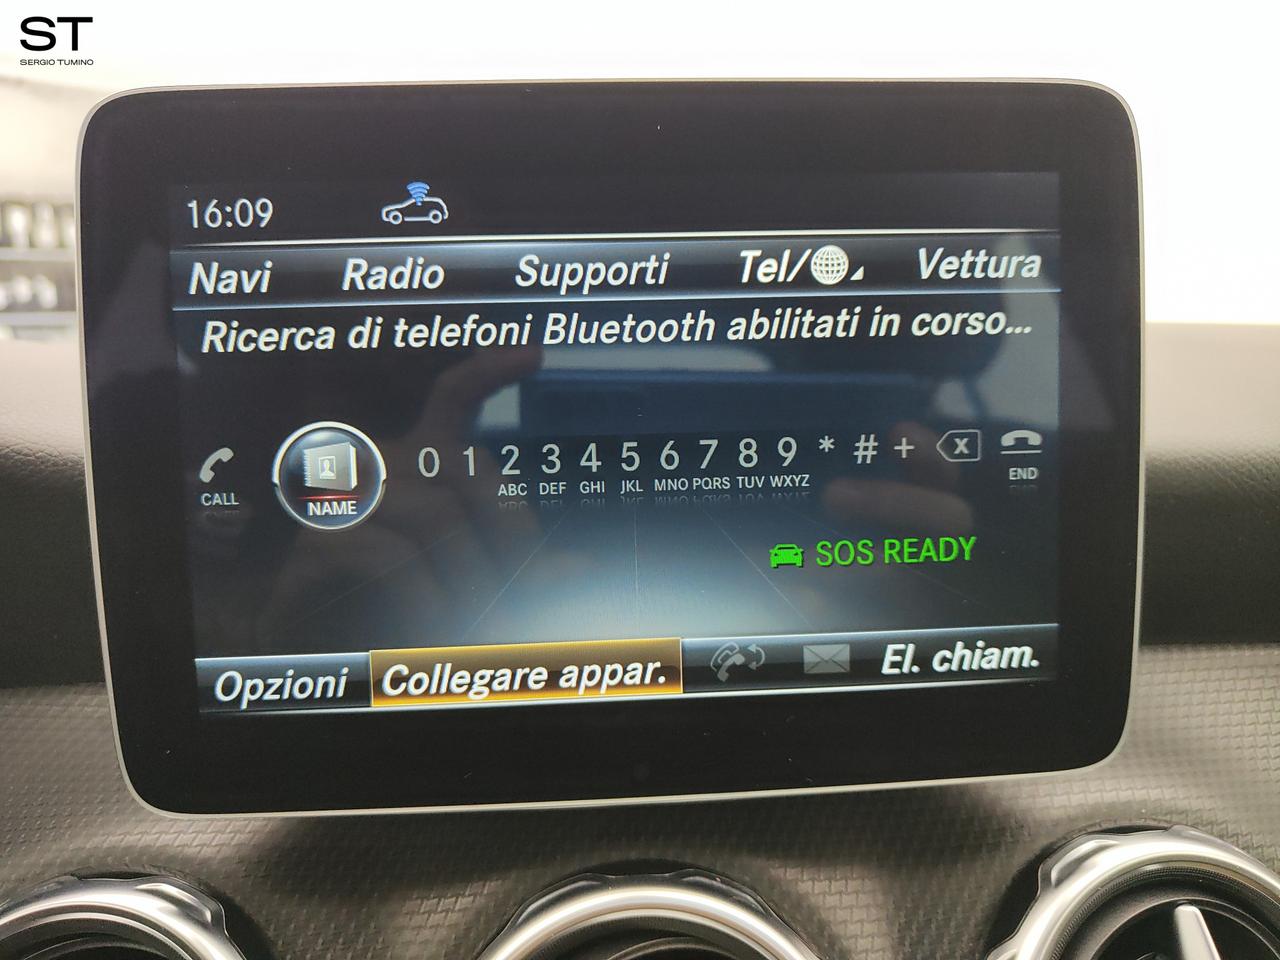 ST
SERGIO TUMINO
16:09
Navi Radio Supporti Tel/ Vettura
Ricerca di telefoni Bluetooth abilitati in corso...
CALL
NAME
0 1 2 3 4 5 6 7 8 9 * # + X
ABC DEF GHI JKL MNO PQRS TUV WXYZ
END
SOS READY
Opzioni Collegare appar. El. chiam.